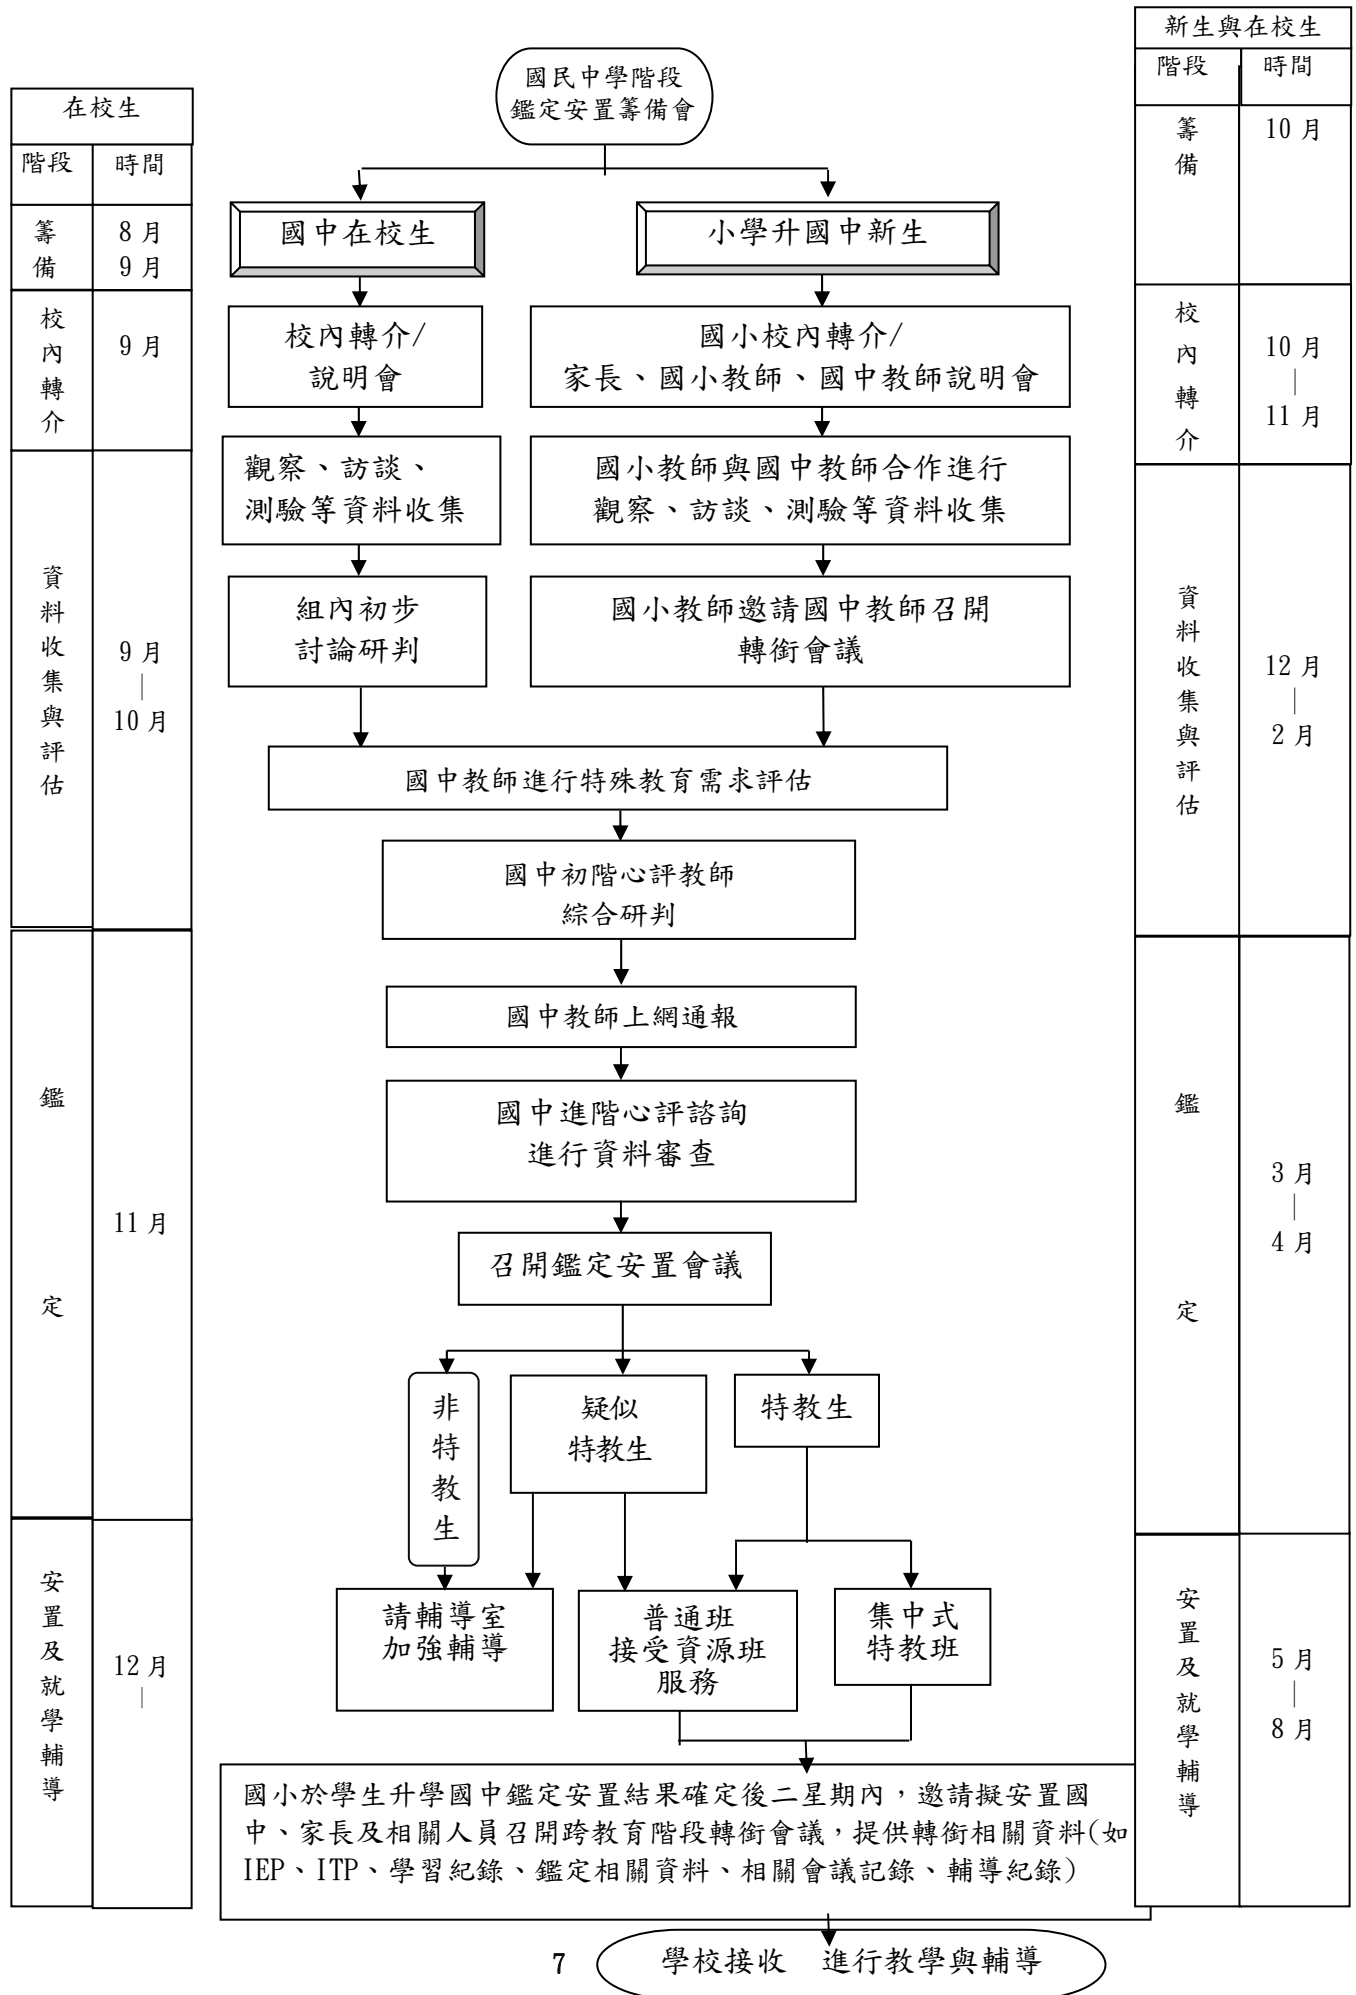 國民中學階段
鑑定安置籌備會
在校生
階段
時間
籌
備
8 月
9 月
校
內
轉
介
9 月
資
料
收
集
與
評
估
9 月
|
10 月
鑑
定
11 月
安
置
及
就
學
輔
導
12 月
|
國中在校生
小學升國中新生
校內轉介/
說明會
國小校內轉介/
家長、國小教師、國中教師說明會
觀察、訪談、
測驗等資料收集
國小教師與國中教師合作進行
觀察、訪談、測驗等資料收集
組內初步
討論研判
國小教師邀請國中教師召開
轉銜會議
國中教師進行特殊教育需求評估
國中初階心評教師
綜合研判
國中教師上網通報
國中進階心評諮詢
進行資料審查
召開鑑定安置會議
非
特
教
生
疑似
特教生
特教生
請輔導室
加強輔導
普通班
接受資源班
服務
集中式
特教班
國小於學生升學國中鑑定安置結果確定後二星期內，邀請擬安置國
中、家長及相關人員召開跨教育階段轉銜會議，提供轉銜相關資料(如
IEP、ITP、學習紀錄、鑑定相關資料、相關會議記錄、輔導紀錄)
新生與在校生
階段
時間
籌
備
10 月
校
內
轉
介
10 月
|
11 月
資
料
收
集
與
評
估
12 月
|
2 月
鑑
定
3 月
|
4 月
安
置
及
就
學
輔
導
5 月
|
8 月
7
學校接收　進行教學與輔導